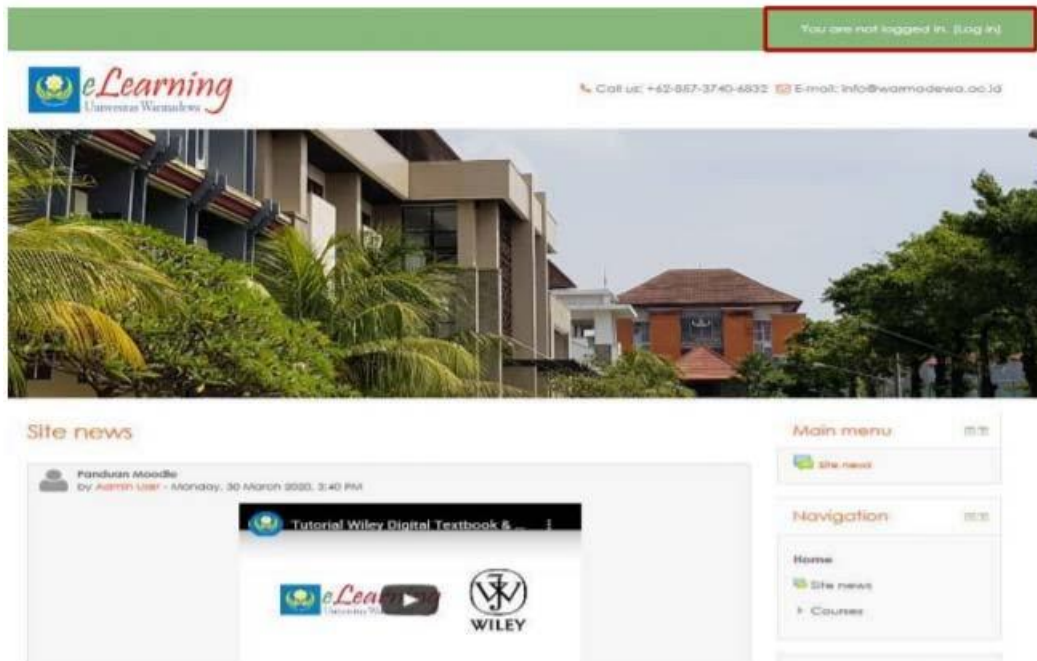 You are not logged in. (Log in)
eLearning
Universitas Warmadewa
Call us: +62-857-3740-6832 E-mail: info@warmadewa.ac.id
Site news
Panduan Moodle
by Admin User - Monday, 30 March 2020, 3:40 PM
Tutorial Wiley Digital Textbook & ...
eLearning
WILEY
Main menu
Site news
Navigation
Home
Site news
Courses